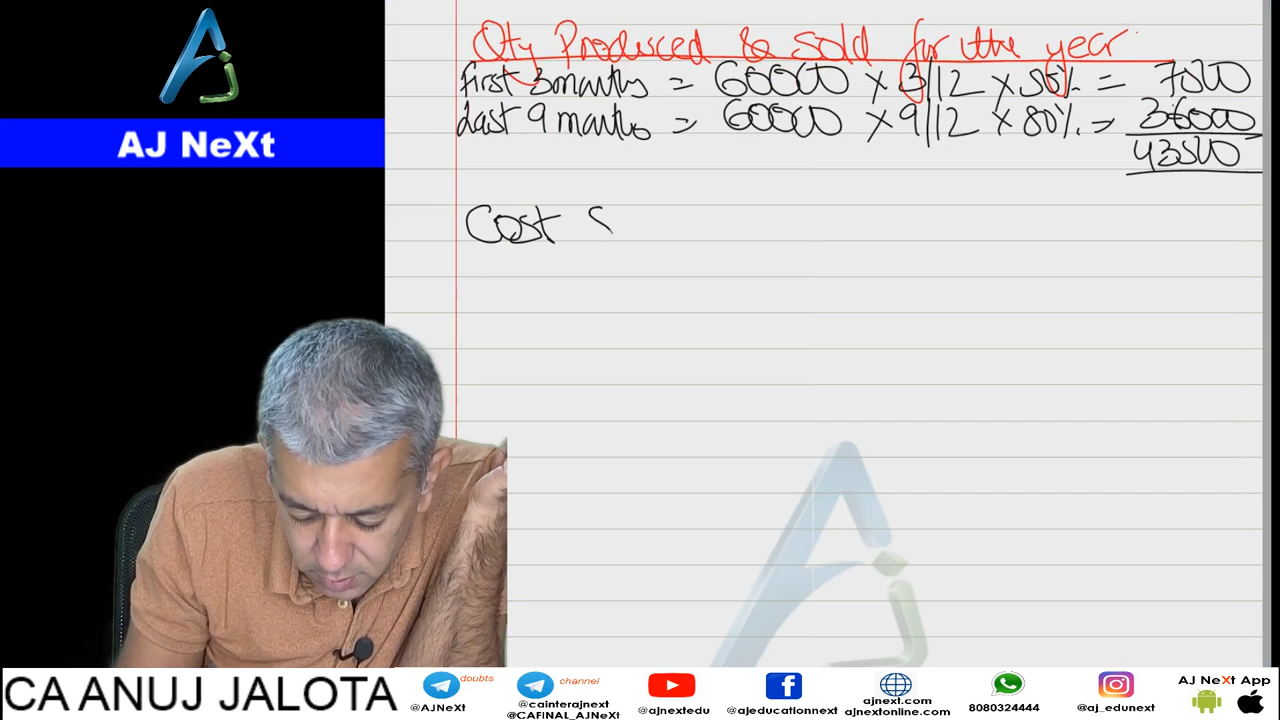 AJ NeXt
Qty Produced & sold for the year
First 3 months = 60000 x 3/12 x 50% = 7500
Last 9 months = 60000 x 9/12 x 80% = 36000
43500
Cost S
CA ANUJ JALOTA
doubts
@AJNeXt
channel
@cainterajnext
@CAFINAL_AJNeXt
@ajnextedu
@ajeducationnext
ajnext.com
ajnextonline.com
8080324444
@aj_edunext
AJ NeXt App